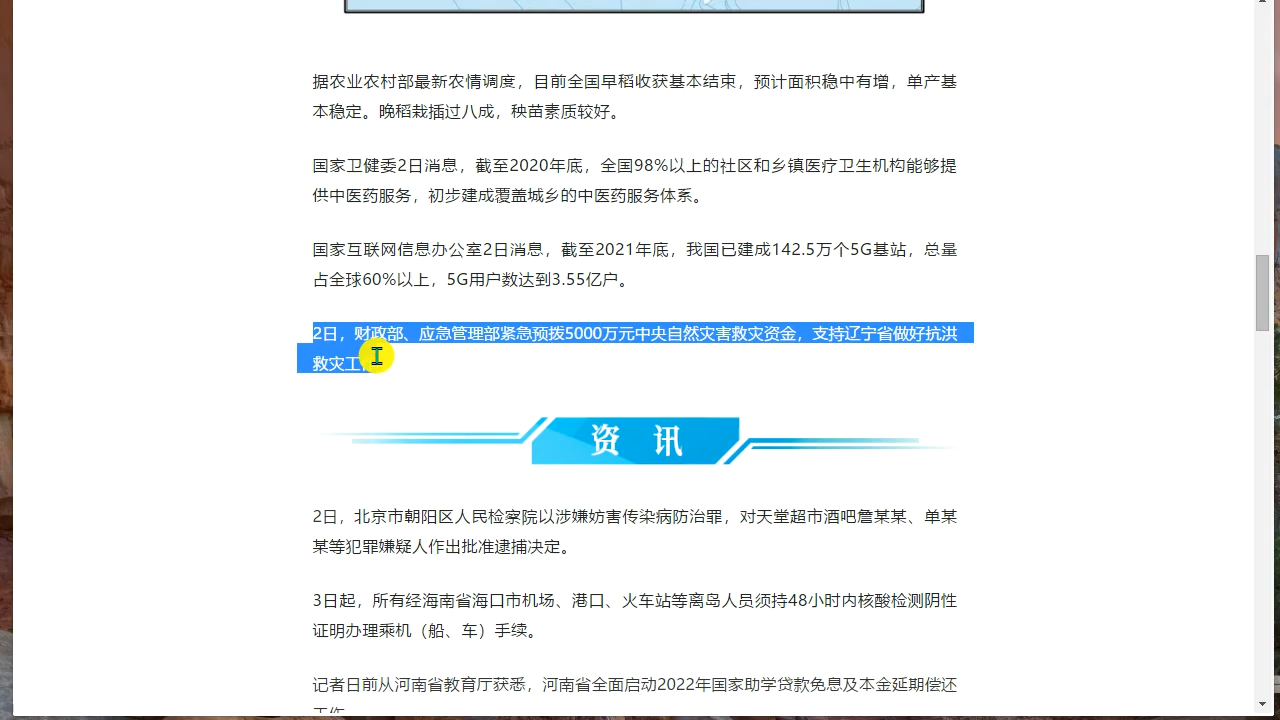 据农业农村部最新农情调度，目前全国早稻收获基本结束，预计面积稳中有增，单产基
本稳定。晚稻栽插过八成，秧苗素质较好。
国家卫健委2日消息，截至2020年底，全国98%以上的社区和乡镇医疗卫生机构能够提
供中医药服务，初步建成覆盖城乡的中医药服务体系。
国家互联网信息办公室2日消息，截至2021年底，我国已建成142.5万个5G基站，总量
占全球60%以上，5G用户数达到3.55亿户。
2日，财政部、应急管理部紧急预拨5000万元中央自然灾害救灾资金，支持辽宁省做好抗洪
救灾工
资 讯
2日，北京市朝阳区人民检察院以涉嫌妨害传染病防治罪，对天堂超市酒吧詹某某、单某
某等犯罪嫌疑人作出批准逮捕决定。
3日起，所有经海南省海口市机场、港口、火车站等离岛人员须持48小时内核酸检测阴性
证明办理乘机（船、车）手续。
记者日前从河南省教育厅获悉，河南省全面启动2022年国家助学贷款免息及本金延期偿还
工作